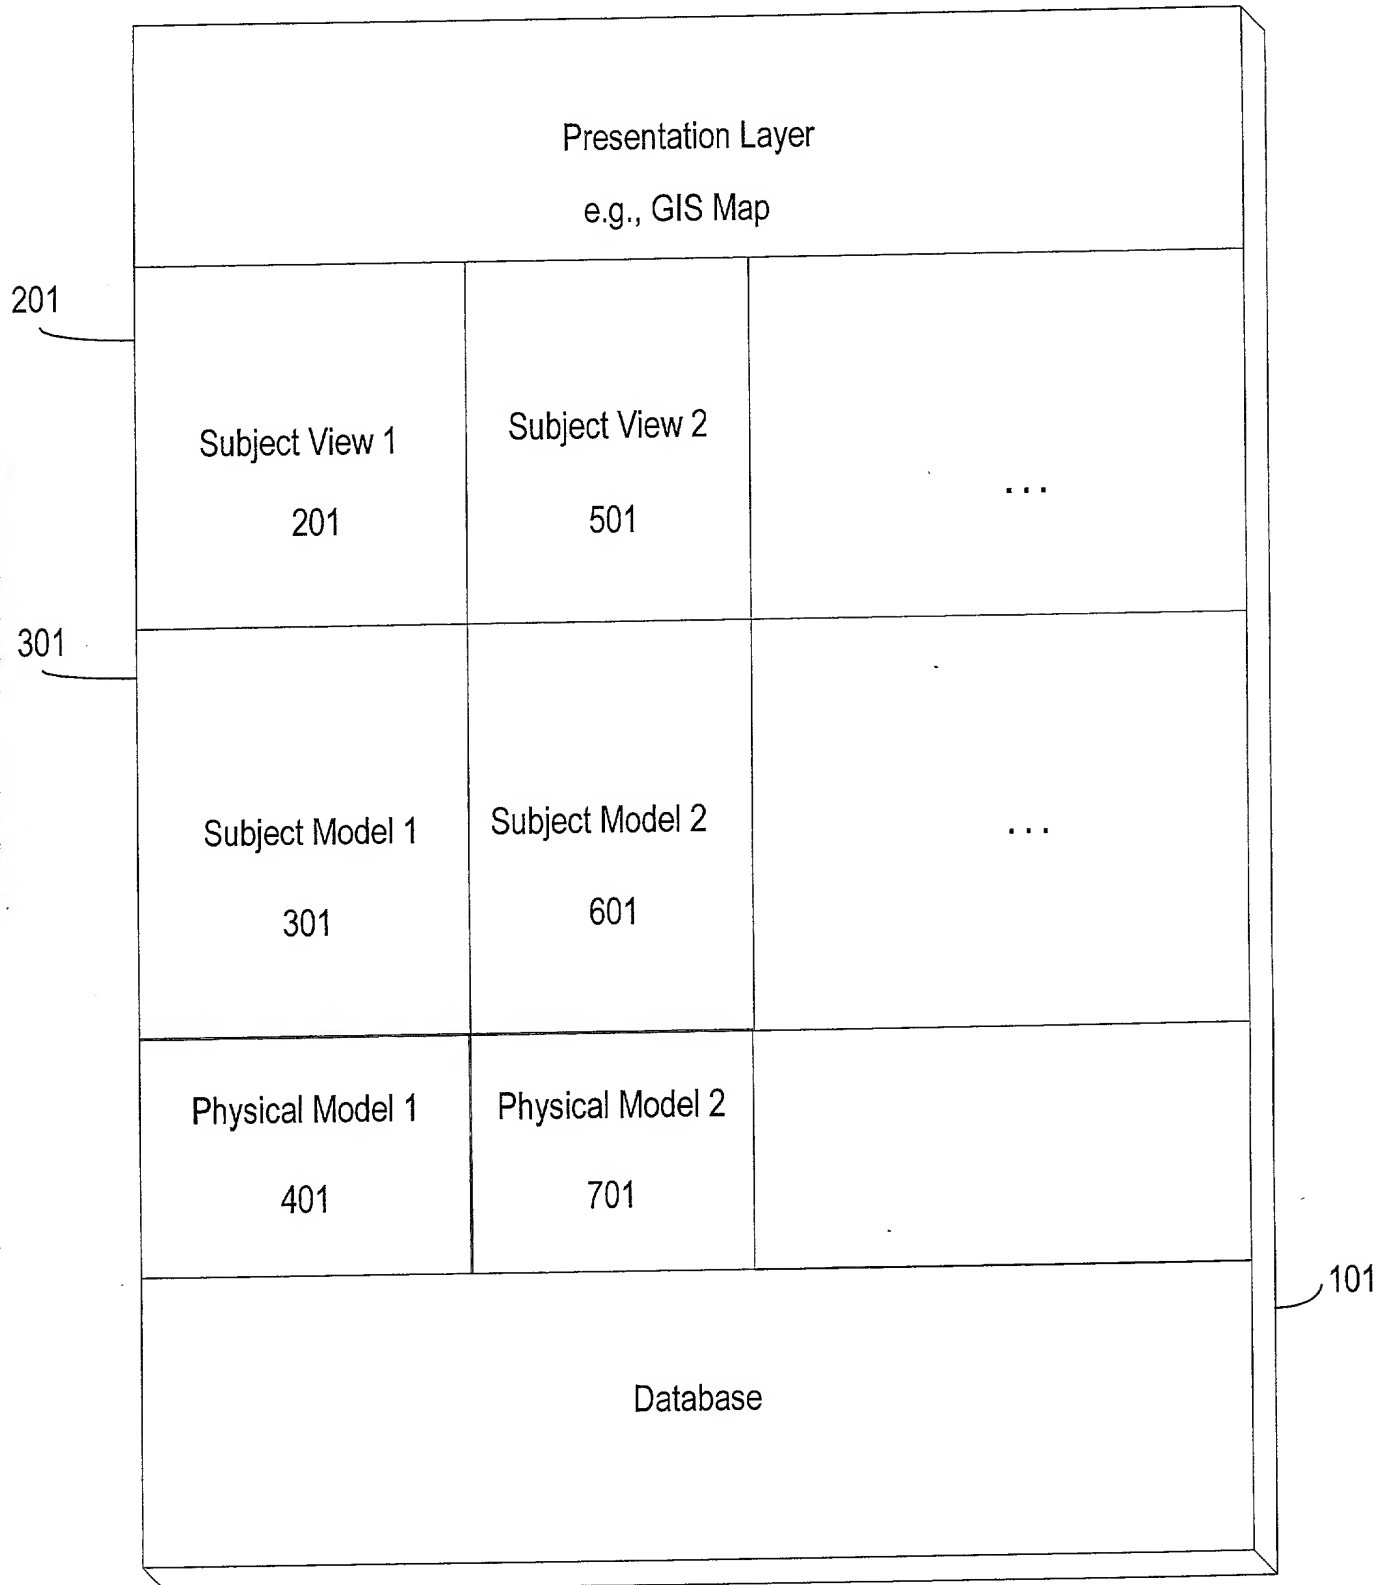 Presentation Layer
e.g., GIS Map
201
Subject View 1
201
Subject View 2
501
...
301
Subject Model 1
301
Subject Model 2
601
...
Physical Model 1
401
Physical Model 2
701
101
Database